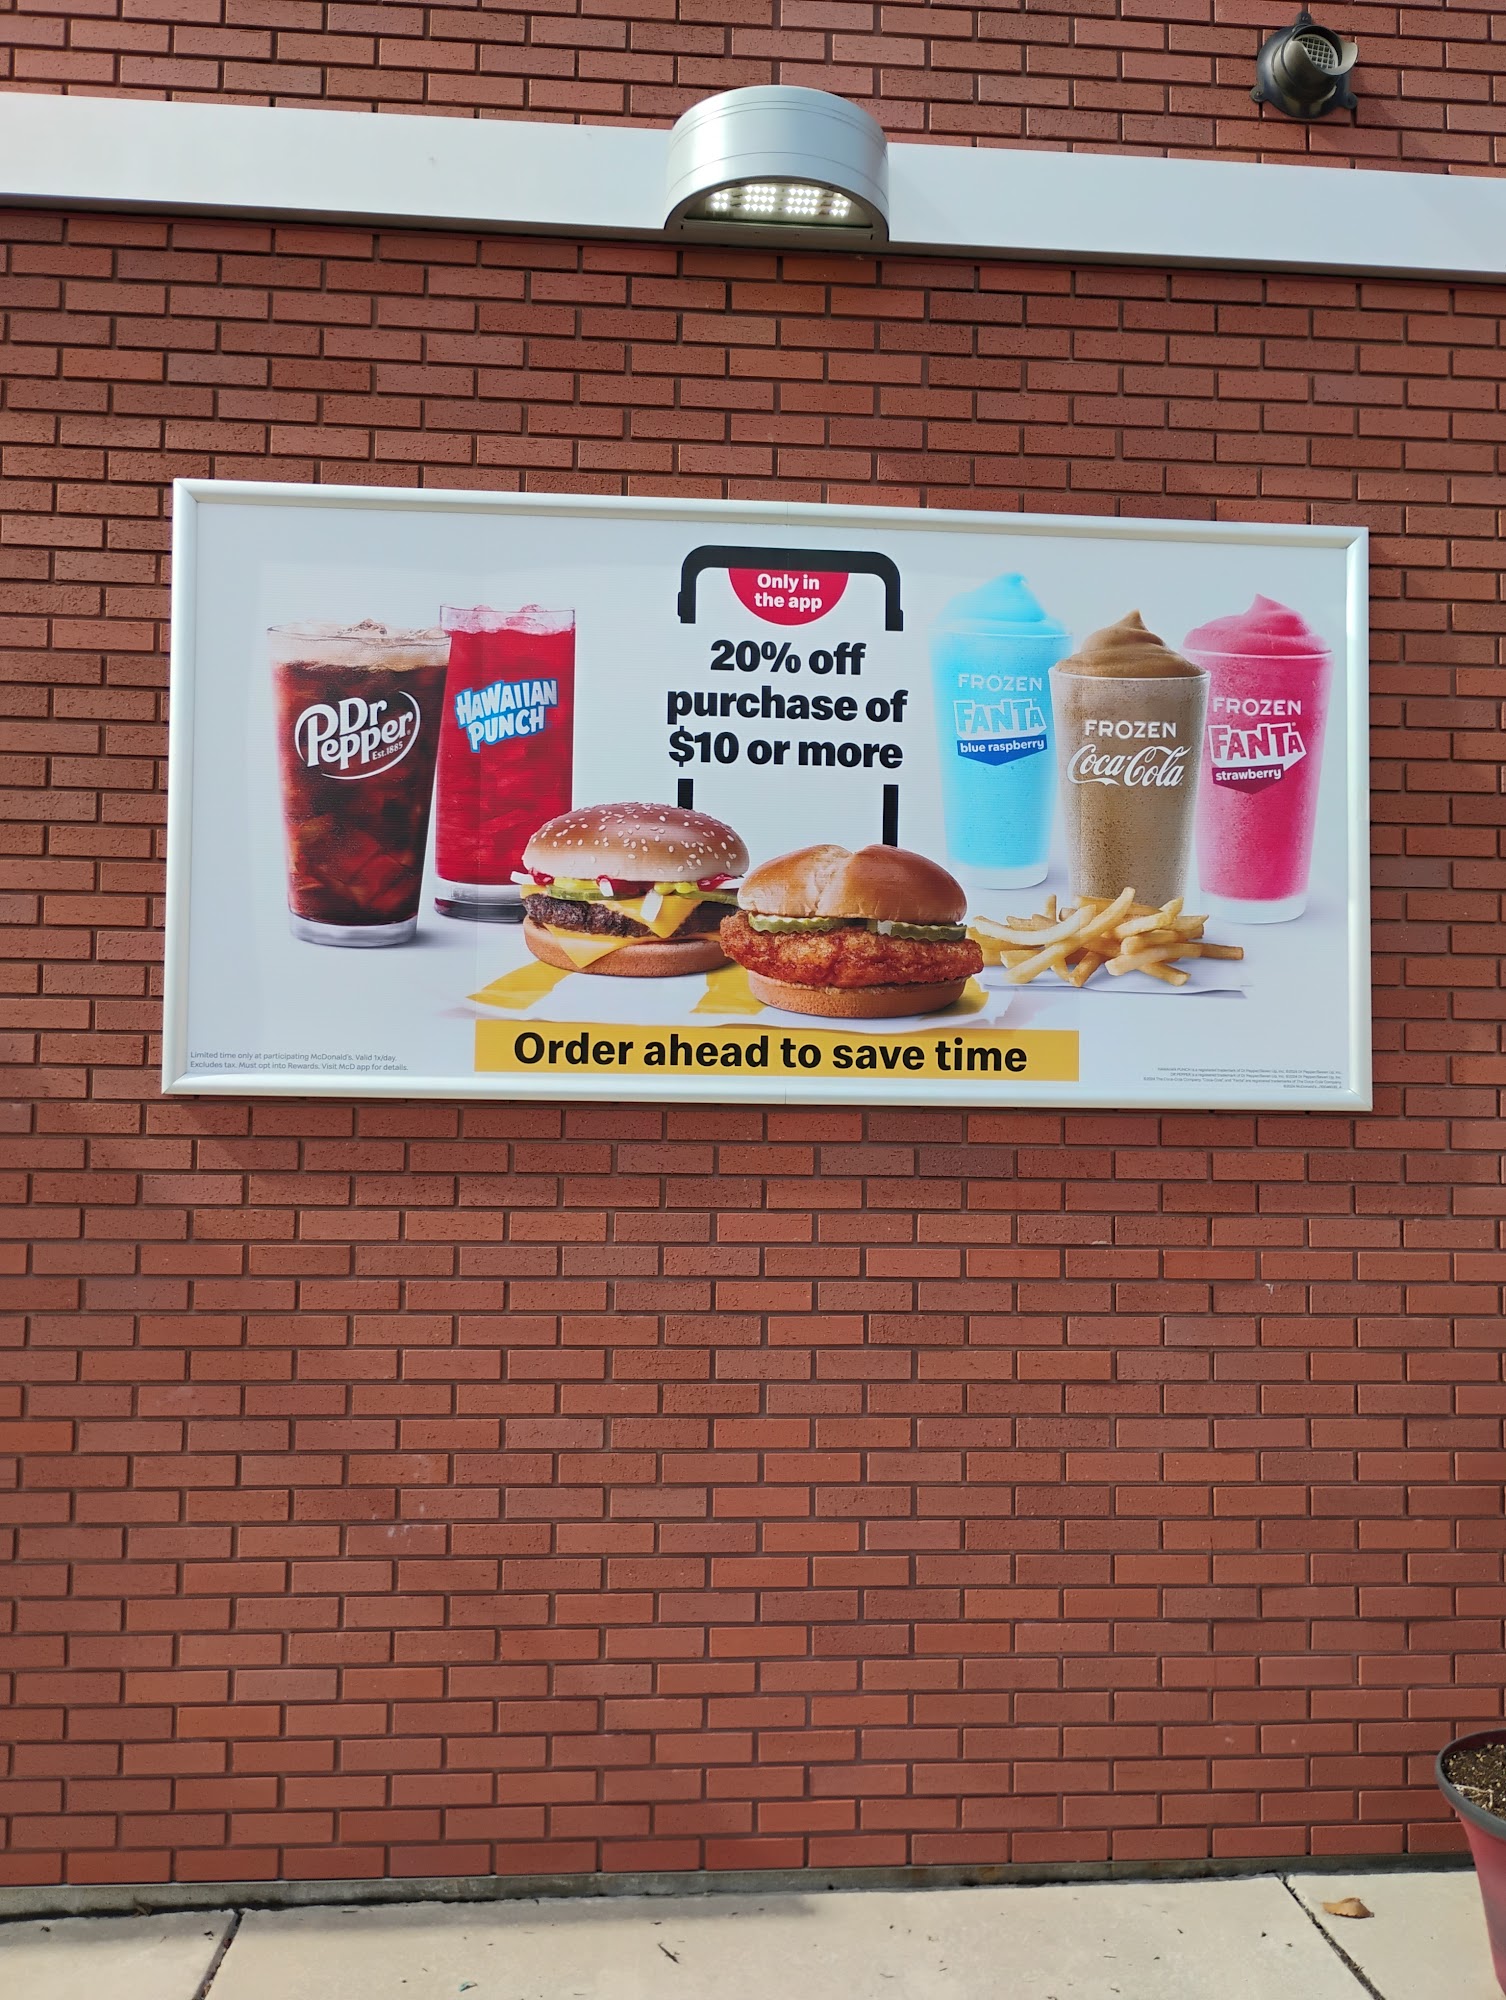 Only in
the app
20% off
purchase of
$10 or more
Dr
Pepper
Est. 1885
HAWAIIAN
PUNCH
FROZEN
FANTA
blue raspberry
FROZEN
Coca-Cola
FROZEN
FANTA
strawberry
Order ahead to save time
Limited time only at participating McDonald's. Valid 1x/day.
Excludes tax. Must opt into Rewards. Visit McD app for details.